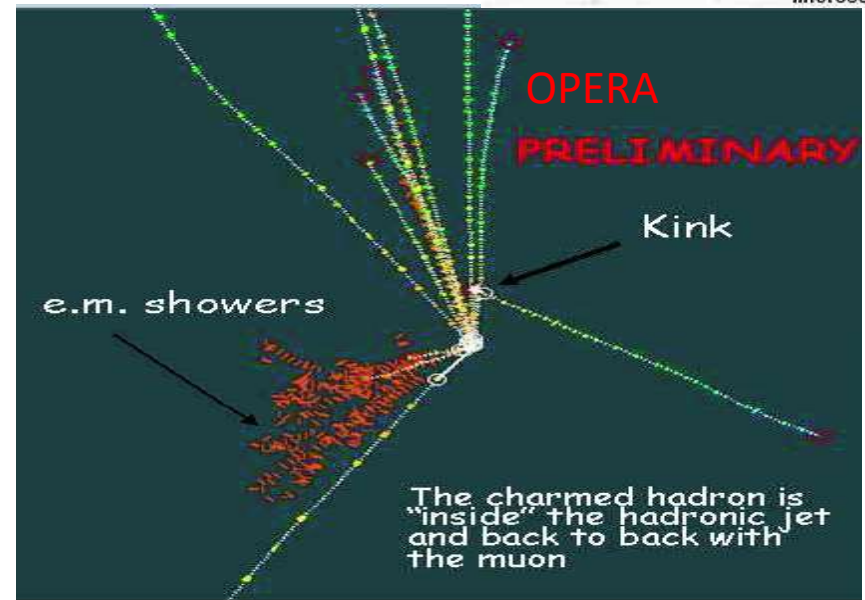 OPERA
PRELIMINARY
Kink
e.m. showers
The charmed hadron is
“inside” the hadronic jet
and back to back with
the muon